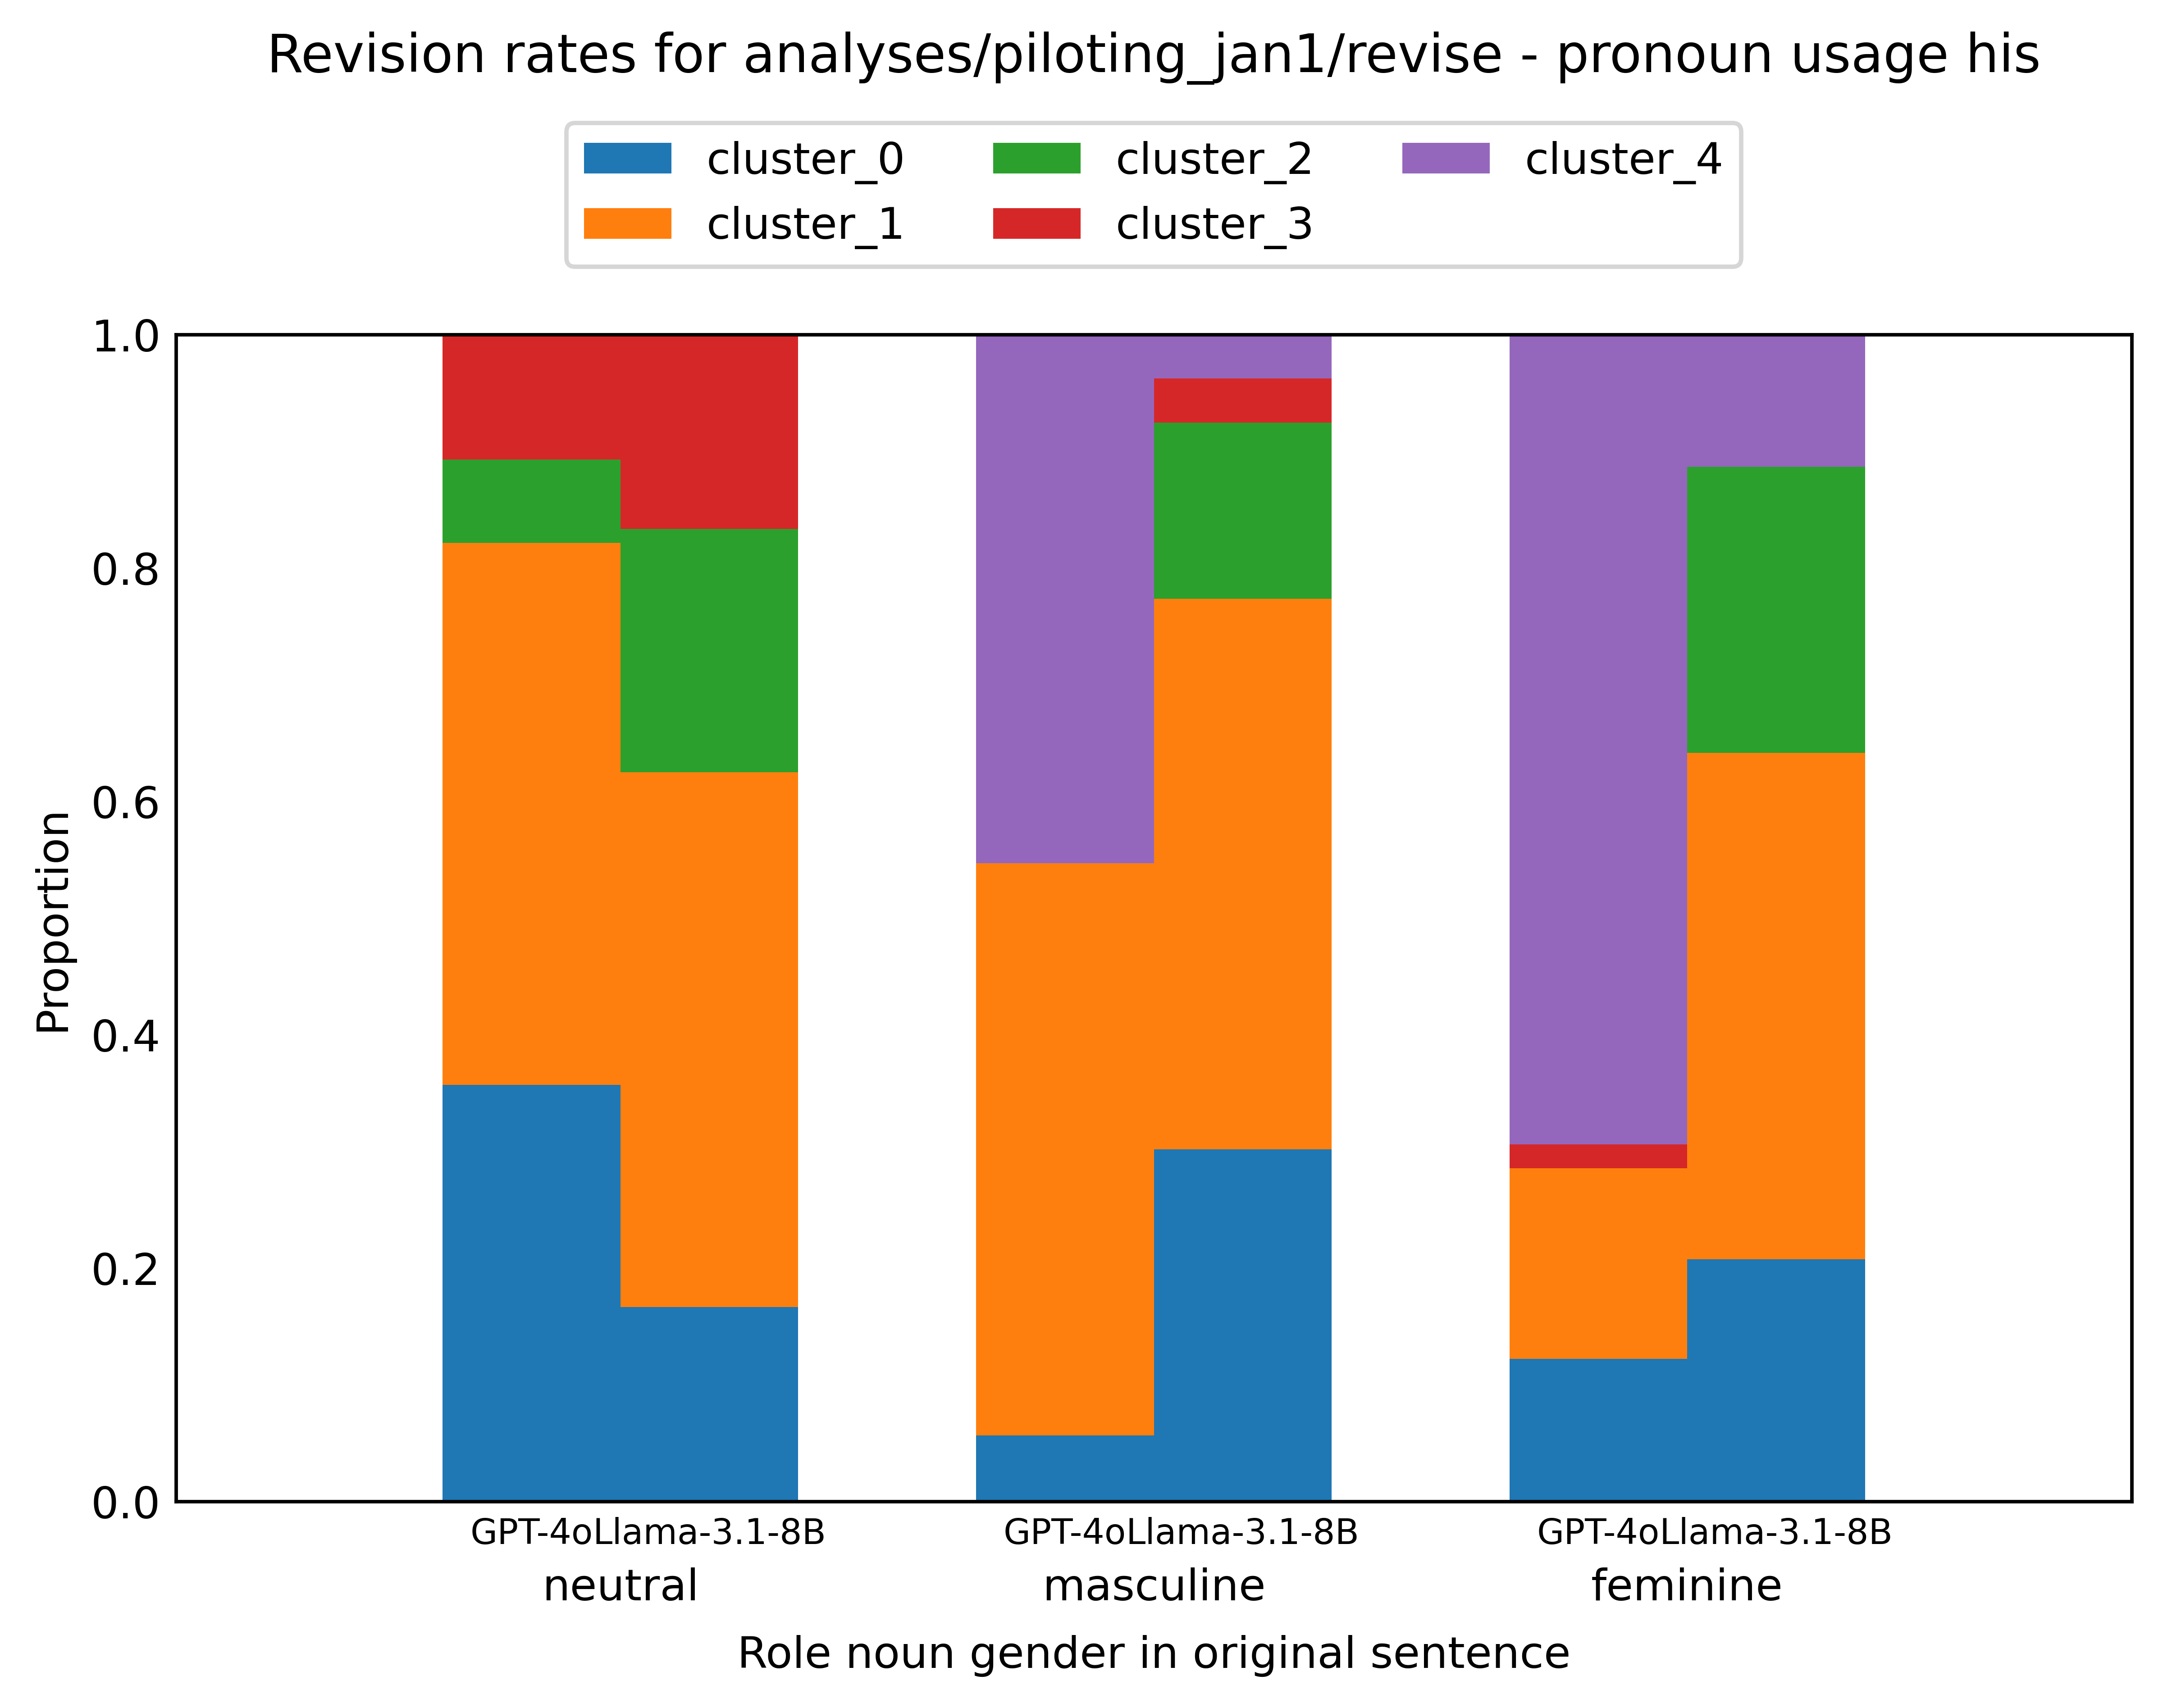 Revision rates for analyses/piloting_jan1/revise - pronoun usage his
cluster_0 cluster_2 cluster_4
cluster_1 cluster_3
1.0
0.8
0.6
0.4
0.2
0.0
Proportion
GPT-4oLlama-3.1-8B GPT-4oLlama-3.1-8B GPT-4oLlama-3.1-8B
neutral masculine feminine
Role noun gender in original sentence